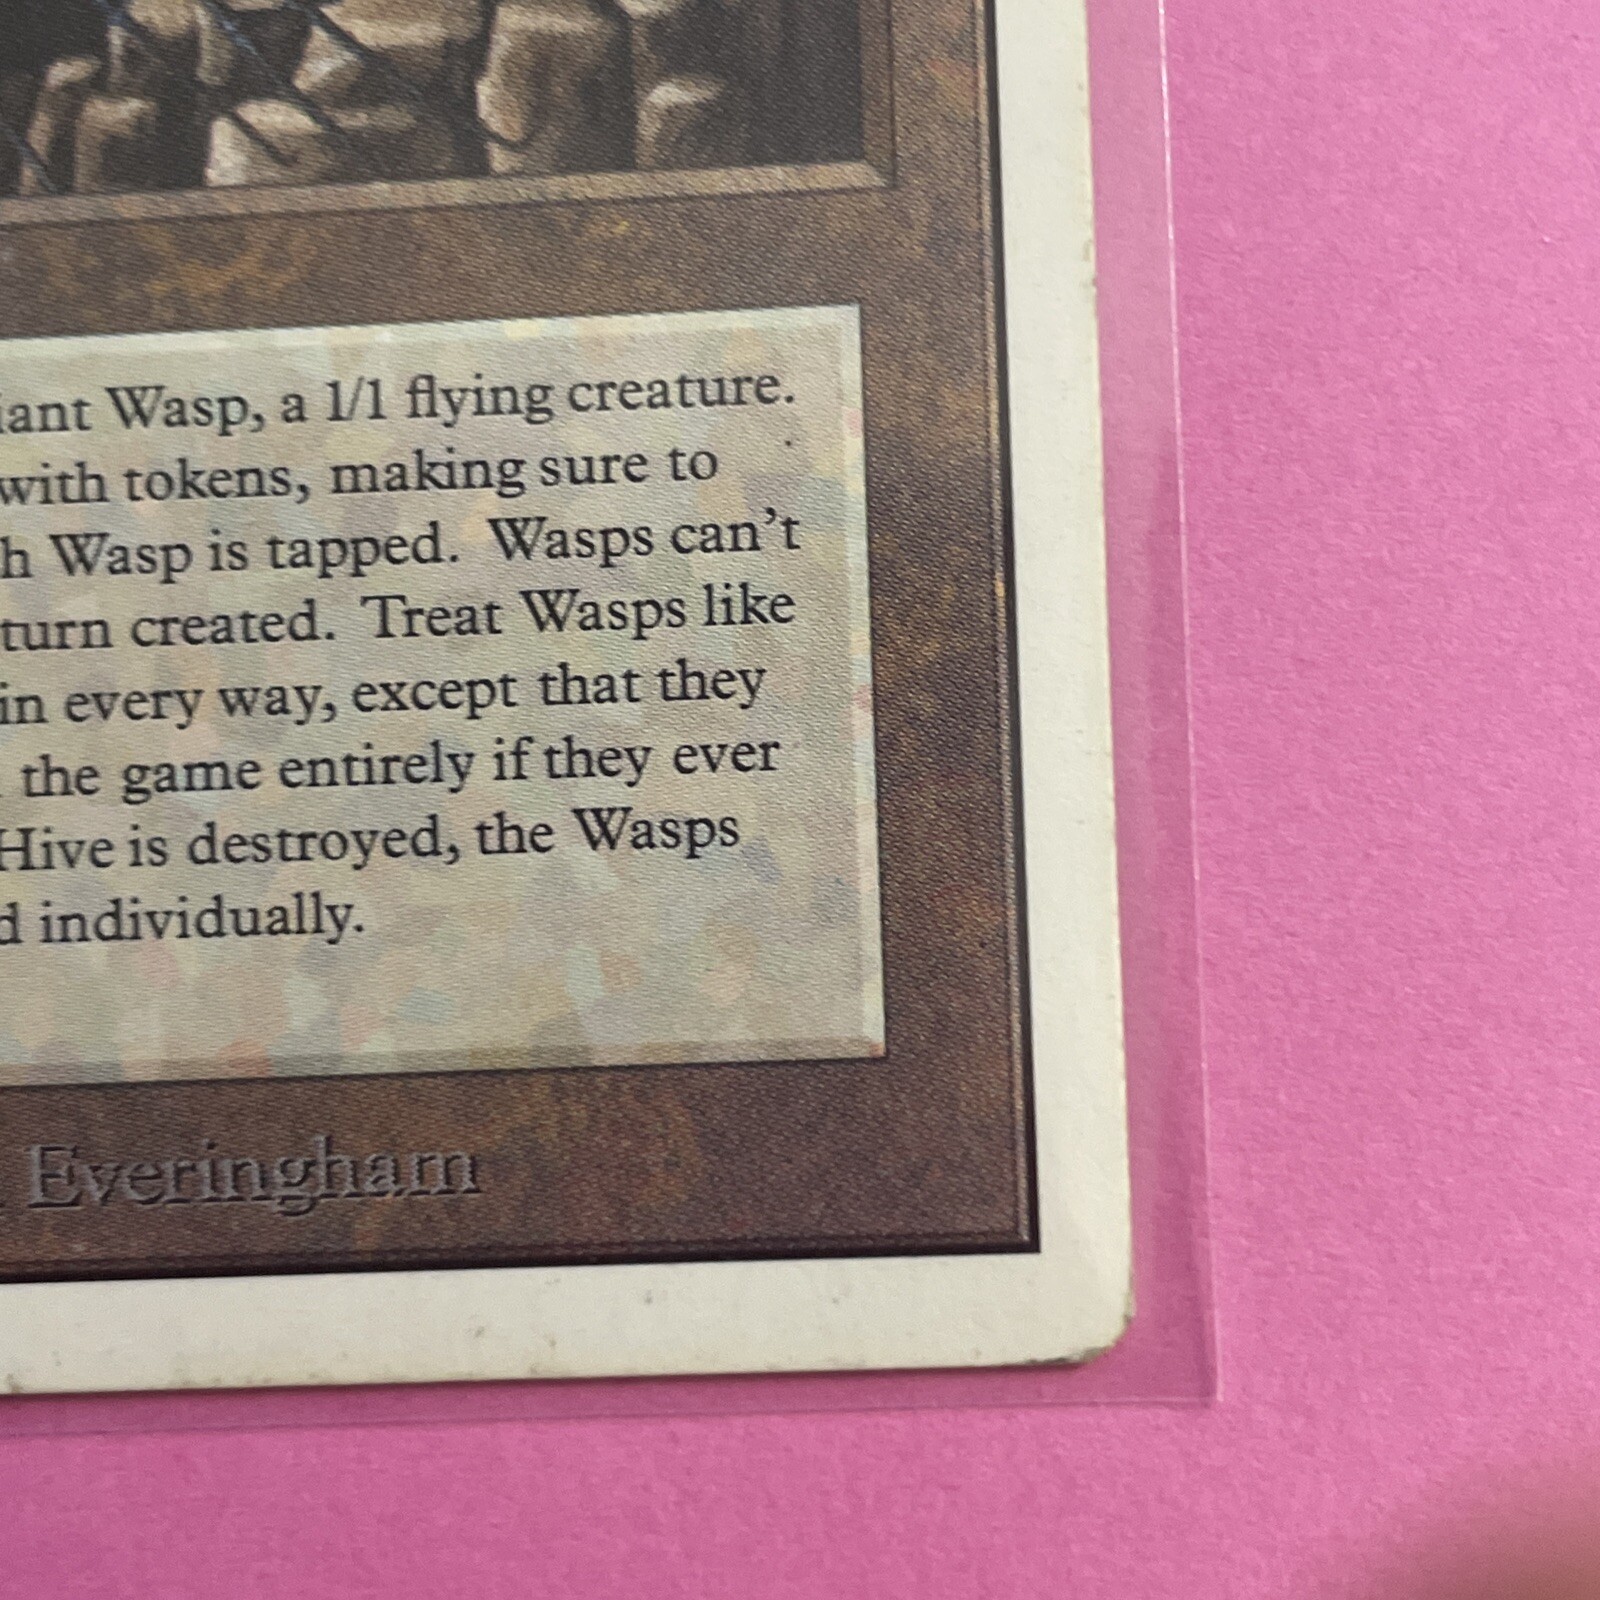 iant Wasp, a 1/1 flying creature.
with tokens, making sure to
h Wasp is tapped. Wasps can't
turn created. Treat Wasps like
in every way, except that they
the game entirely if they ever
Hive is destroyed, the Wasps
d individually.
Everingham